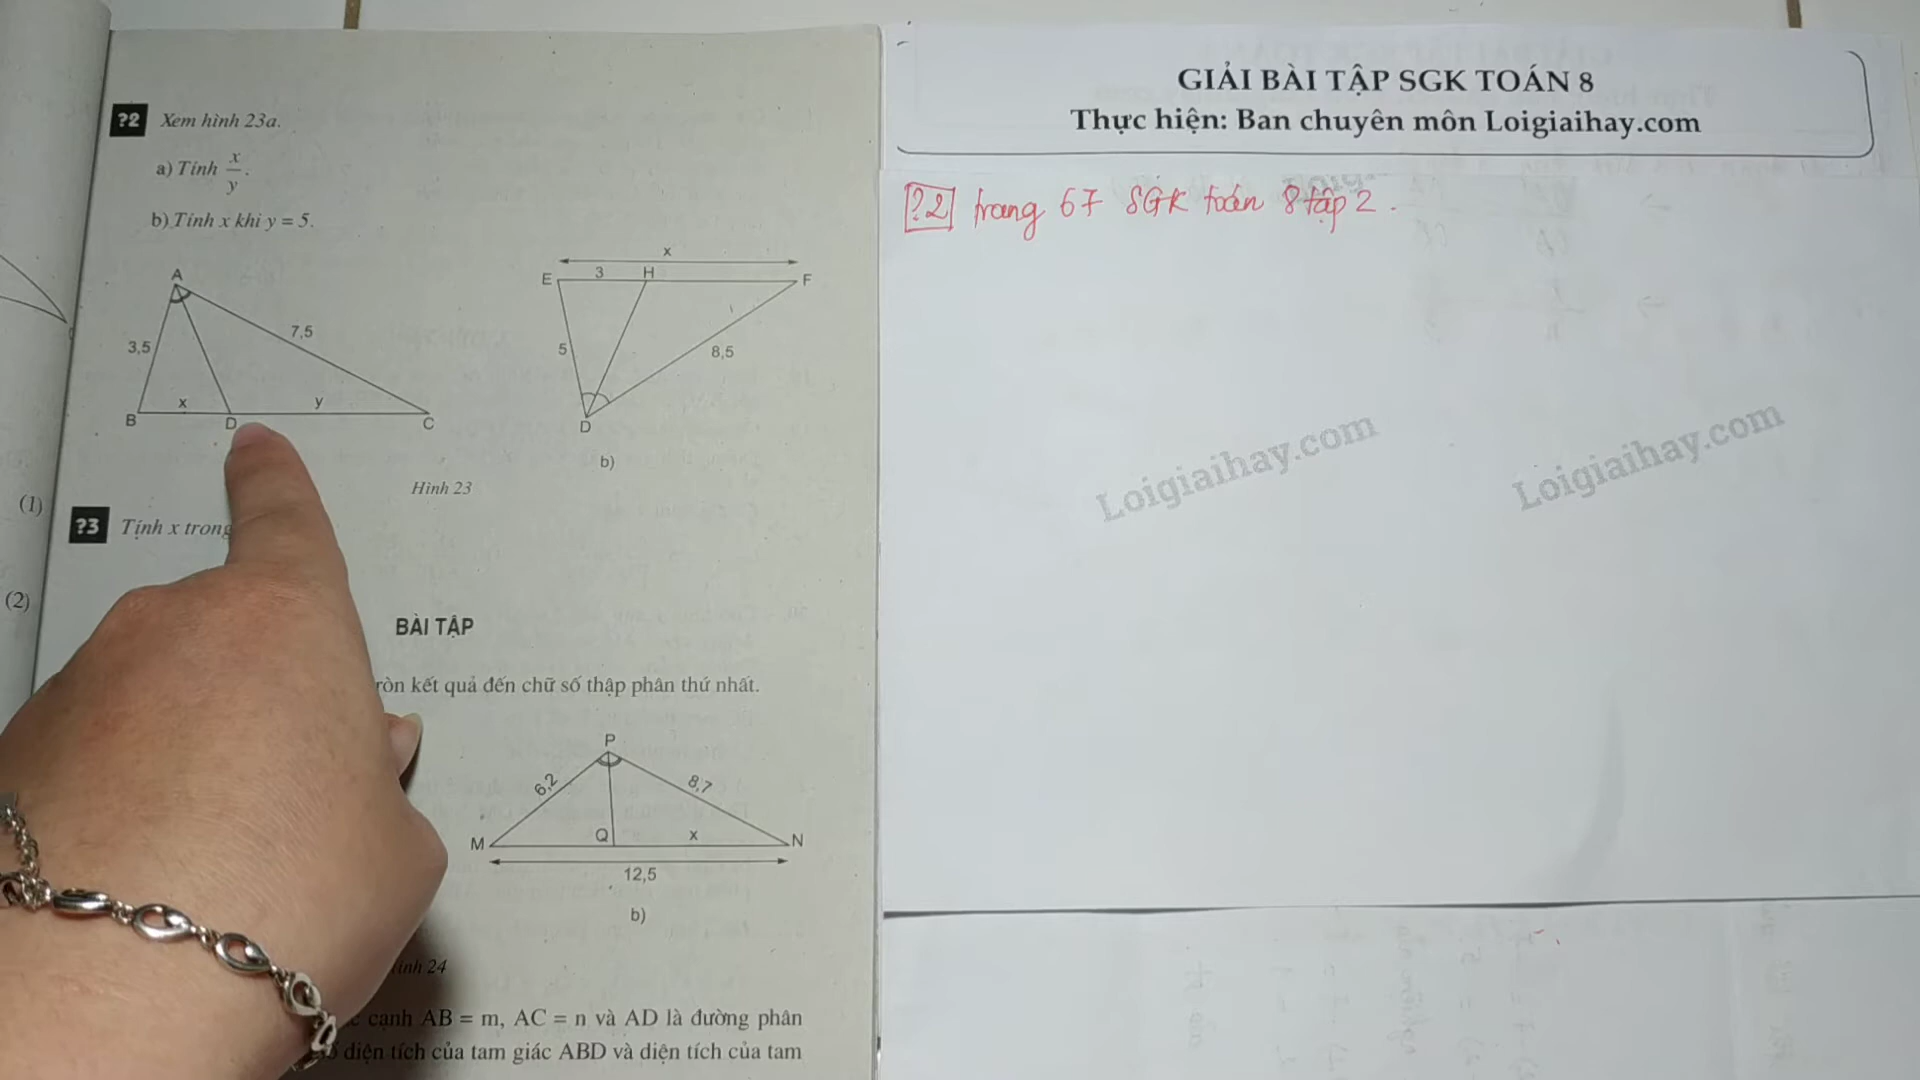 ?2 Xem hình 23a.
a) Tính x/y.
b) Tính x khi y = 5.
A
3,5
7,5
B
x
D
y
C
x
E
3
H
F
5
8,5
D
b)
Hình 23
(1)
?3 Tính x trong
(2)
BÀI TẬP
kết quả đến chữ số thập phân thứ nhất.
P
6,2
8,7
M
Q
x
N
12,5
b)
24
cạnh AB = m, AC = n và AD là đường phân
diện tích của tam giác ABD và diện tích của tam
GIẢI BÀI TẬP SGK TOÁN 8
Thực hiện: Ban chuyên môn Loigiaihay.com
?2 trang 67 SGK toán 8 tập 2.
Loigiaihay.com
Loigiaihay.com